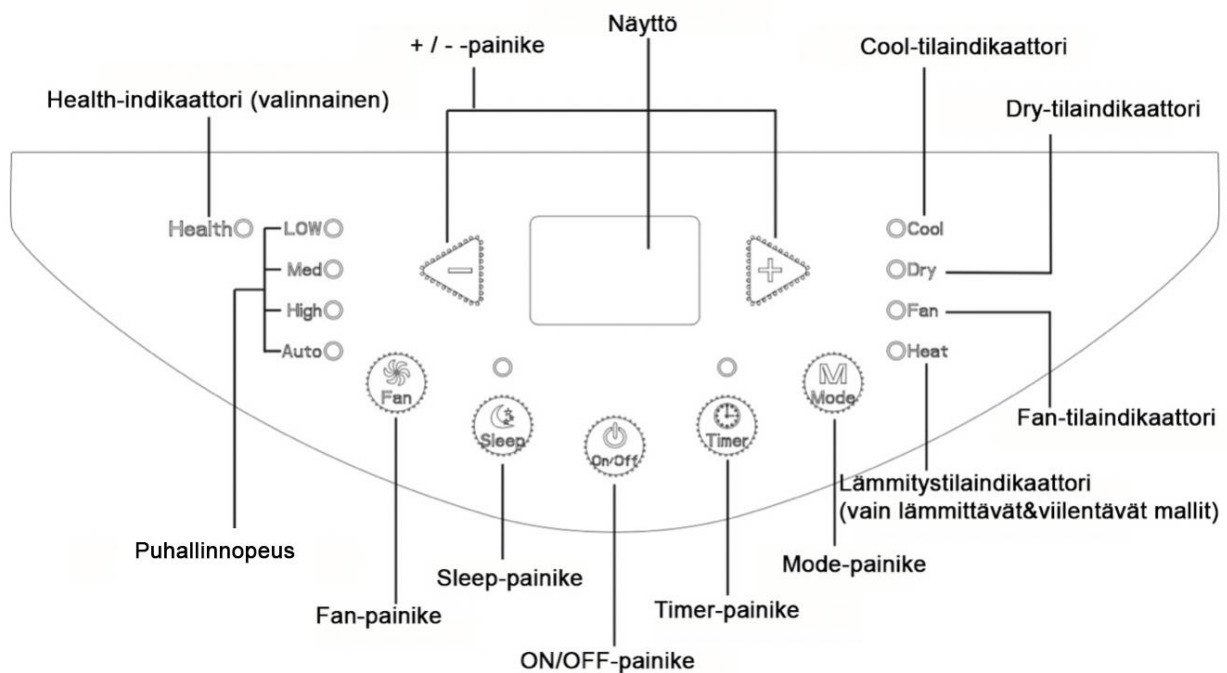 Näyttö
+ / - -painike
Cool-tilaindikaattori
Health-indikaattori (valinnainen)
Dry-tilaindikaattori
Health
LOW
Med
High
Auto
−
+
Cool
Dry
Fan
Heat
Fan
Sleep
On/Off
Timer
M
Mode
Fan-tilaindikaattori
Lämmitystilaindikaattori
(vain lämmittävät&viilentävät mallit)
Puhallinnopeus
Mode-painike
Sleep-painike
Timer-painike
Fan-painike
ON/OFF-painike